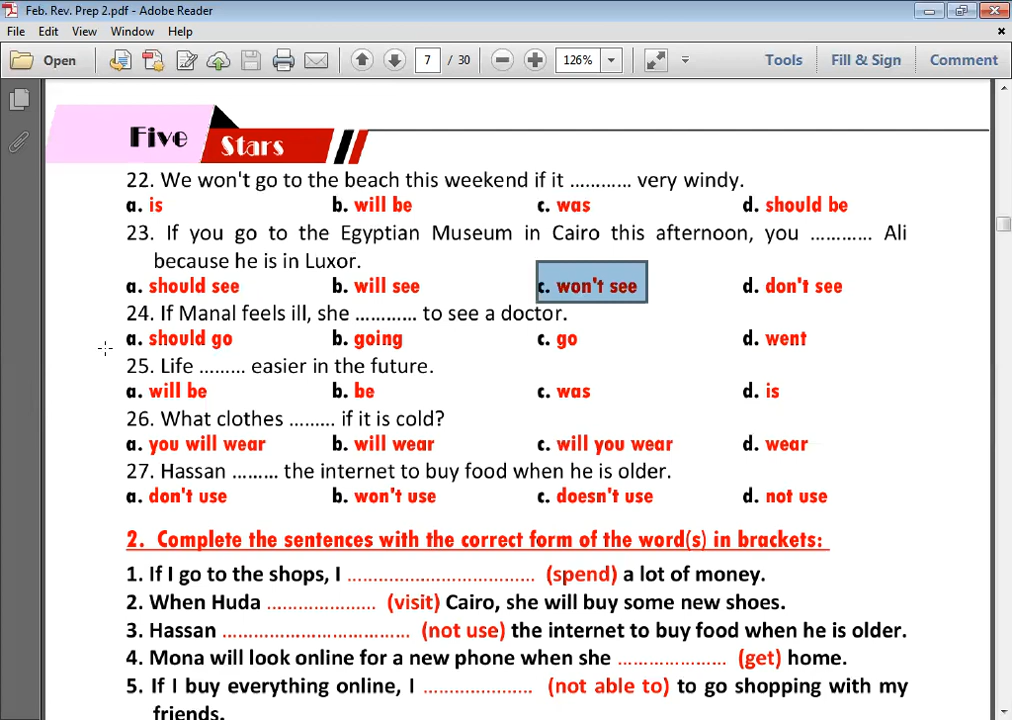 Feb. Rev. Prep 2.pdf - Adobe Reader
File Edit View Window Help
Open 7 / 30 126% Tools Fill & Sign Comment
Five Stars
22. We won't go to the beach this weekend if it ………… very windy.
a. is b. will be c. was d. should be
23. If you go to the Egyptian Museum in Cairo this afternoon, you ………… Ali
because he is in Luxor.
a. should see b. will see c. won't see d. don't see
24. If Manal feels ill, she ………… to see a doctor.
a. should go b. going c. go d. went
25. Life ……… easier in the future.
a. will be b. be c. was d. is
26. What clothes ……… if it is cold?
a. you will wear b. will wear c. will you wear d. wear
27. Hassan ……… the internet to buy food when he is older.
a. don't use b. won't use c. doesn't use d. not use
2. Complete the sentences with the correct form of the word(s) in brackets:
1. If I go to the shops, I ……………………………… (spend) a lot of money.
2. When Huda ………………… (visit) Cairo, she will buy some new shoes.
3. Hassan ……………………………… (not use) the internet to buy food when he is older.
4. Mona will look online for a new phone when she ………………… (get) home.
5. If I buy everything online, I ………………… (not able to) to go shopping with my
friends.